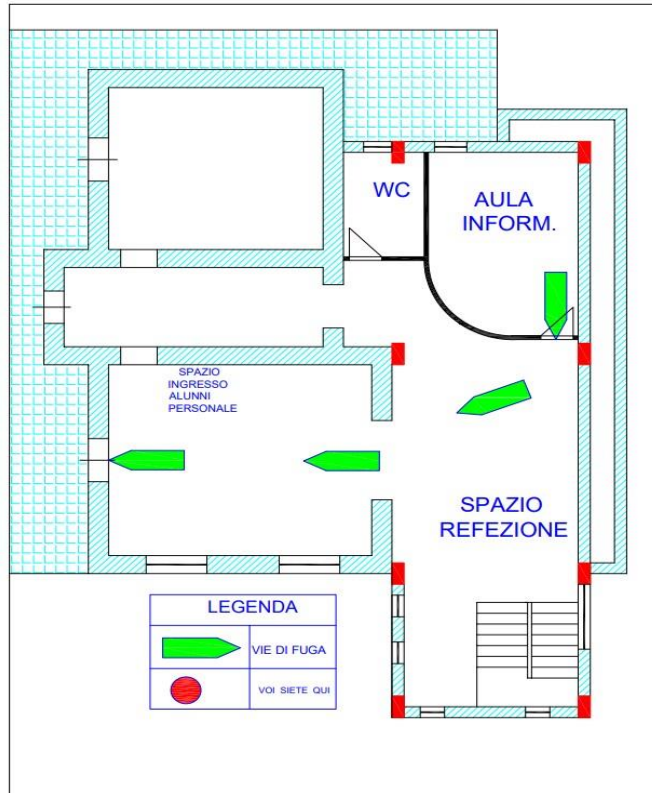 WC
AULA
INFORM.
SPAZIO
INGRESSO
ALUNNI
PERSONALE
SPAZIO
REFEZIONE
LEGENDA
VIE DI FUGA
VOI SIETE QUI